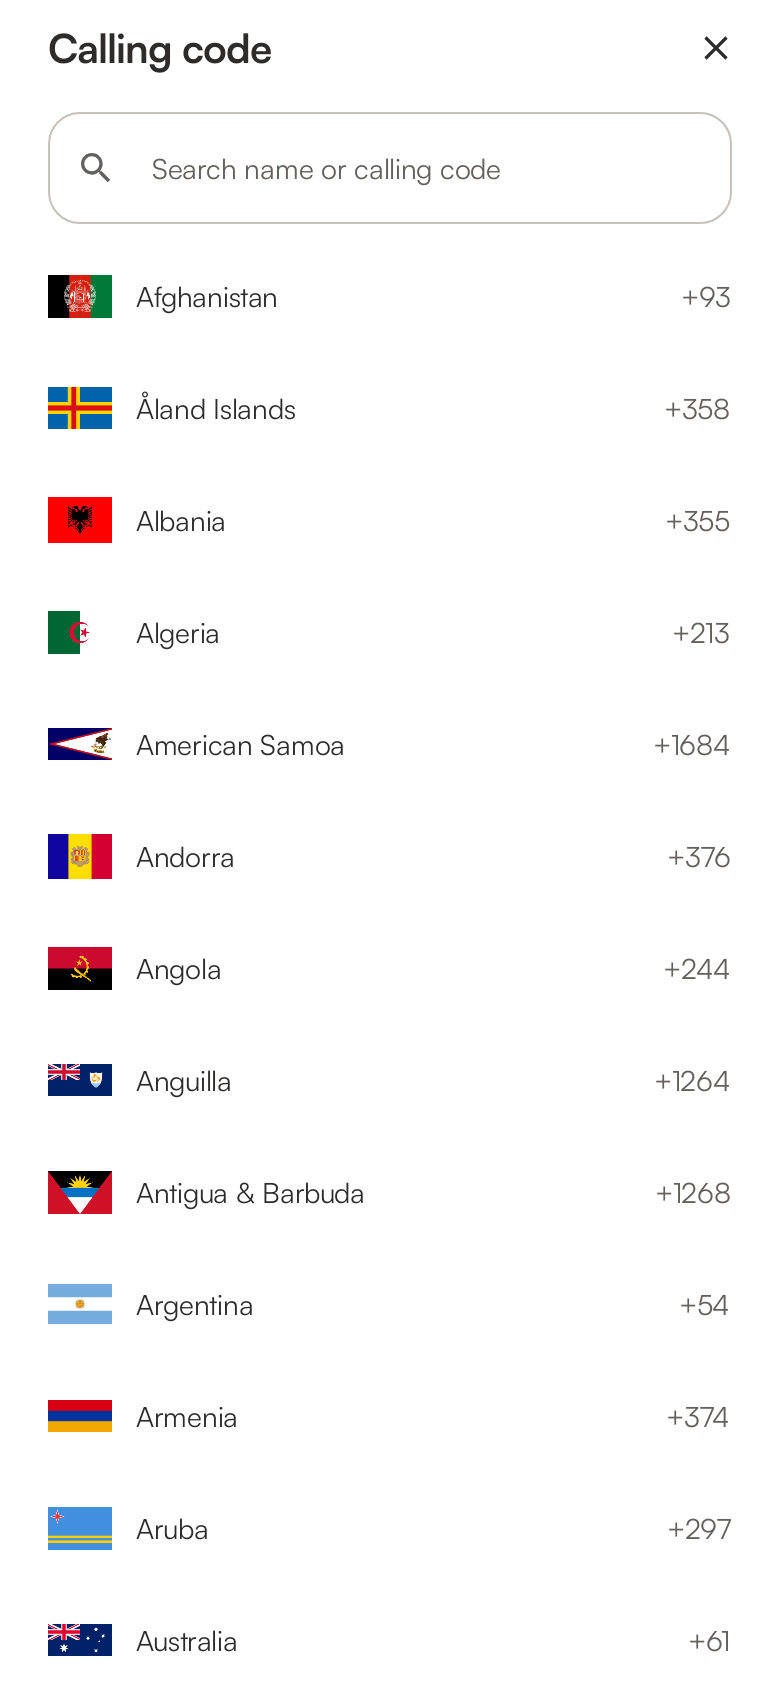 Calling code
Search name or calling code
Afghanistan +93
Åland Islands +358
Albania +355
Algeria +213
American Samoa +1684
Andorra +376
Angola +244
Anguilla +1264
Antigua & Barbuda +1268
Argentina +54
Armenia +374
Aruba +297
Australia +61